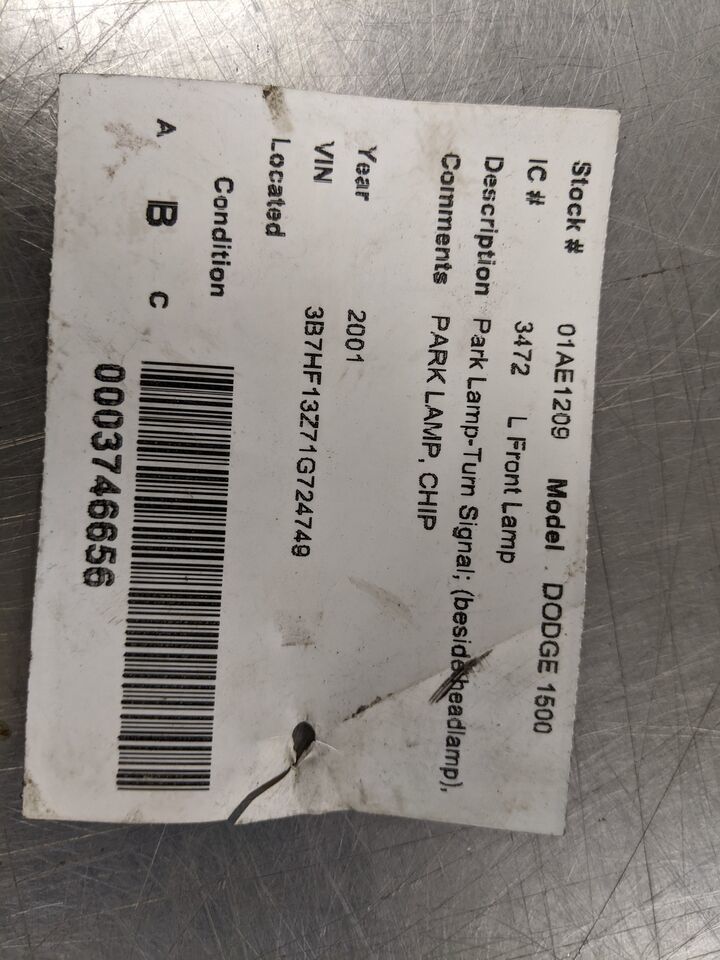 Stock # 01AE1209 Model . DODGE 1500
IC # 3472 L Front Lamp
Description Park Lamp-Turn Signal; (beside headlamp),
Comments PARK LAMP, CHIP
Year 2001
VIN 3B7HF13Z71G724749
Located
Condition
A B C
0003746656